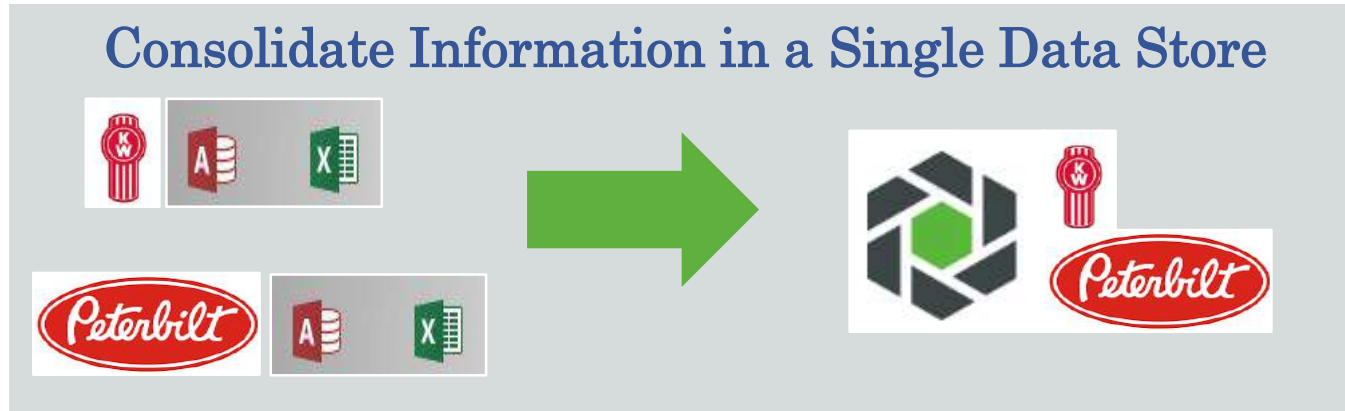 Consolidate Information in a Single Data Store
KW
A
X
KW
Peterbilt
Peterbilt
A
X